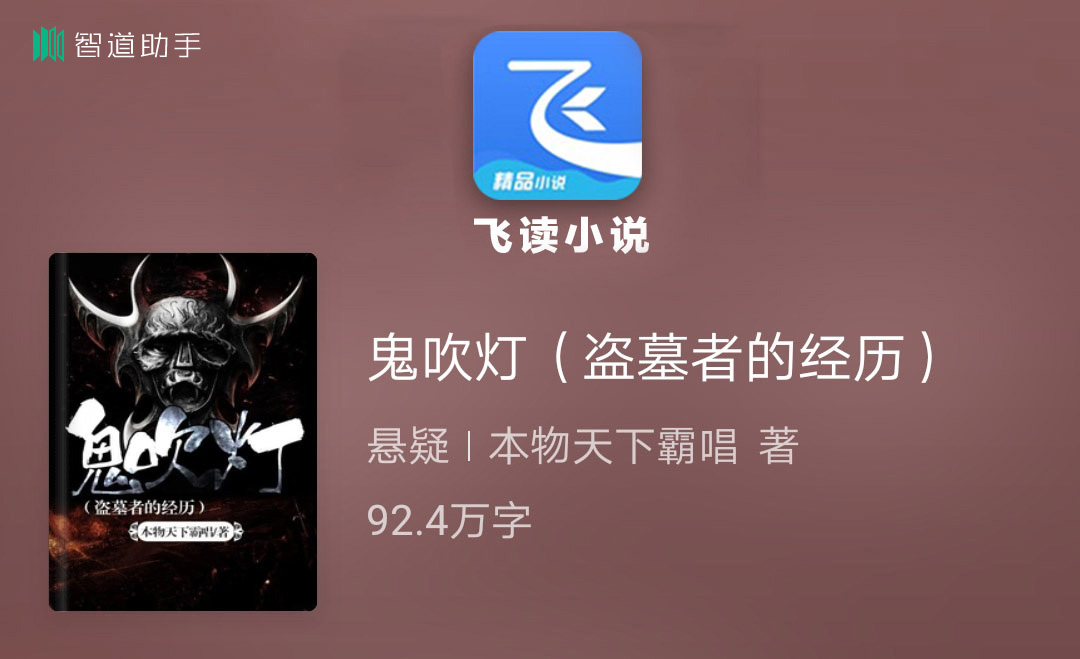 智道助手
精品小说
飞读小说
鬼吹灯
（盗墓者的经历）
本物天下霸唱/著
鬼吹灯（盗墓者的经历）
悬疑 | 本物天下霸唱 著
92.4万字